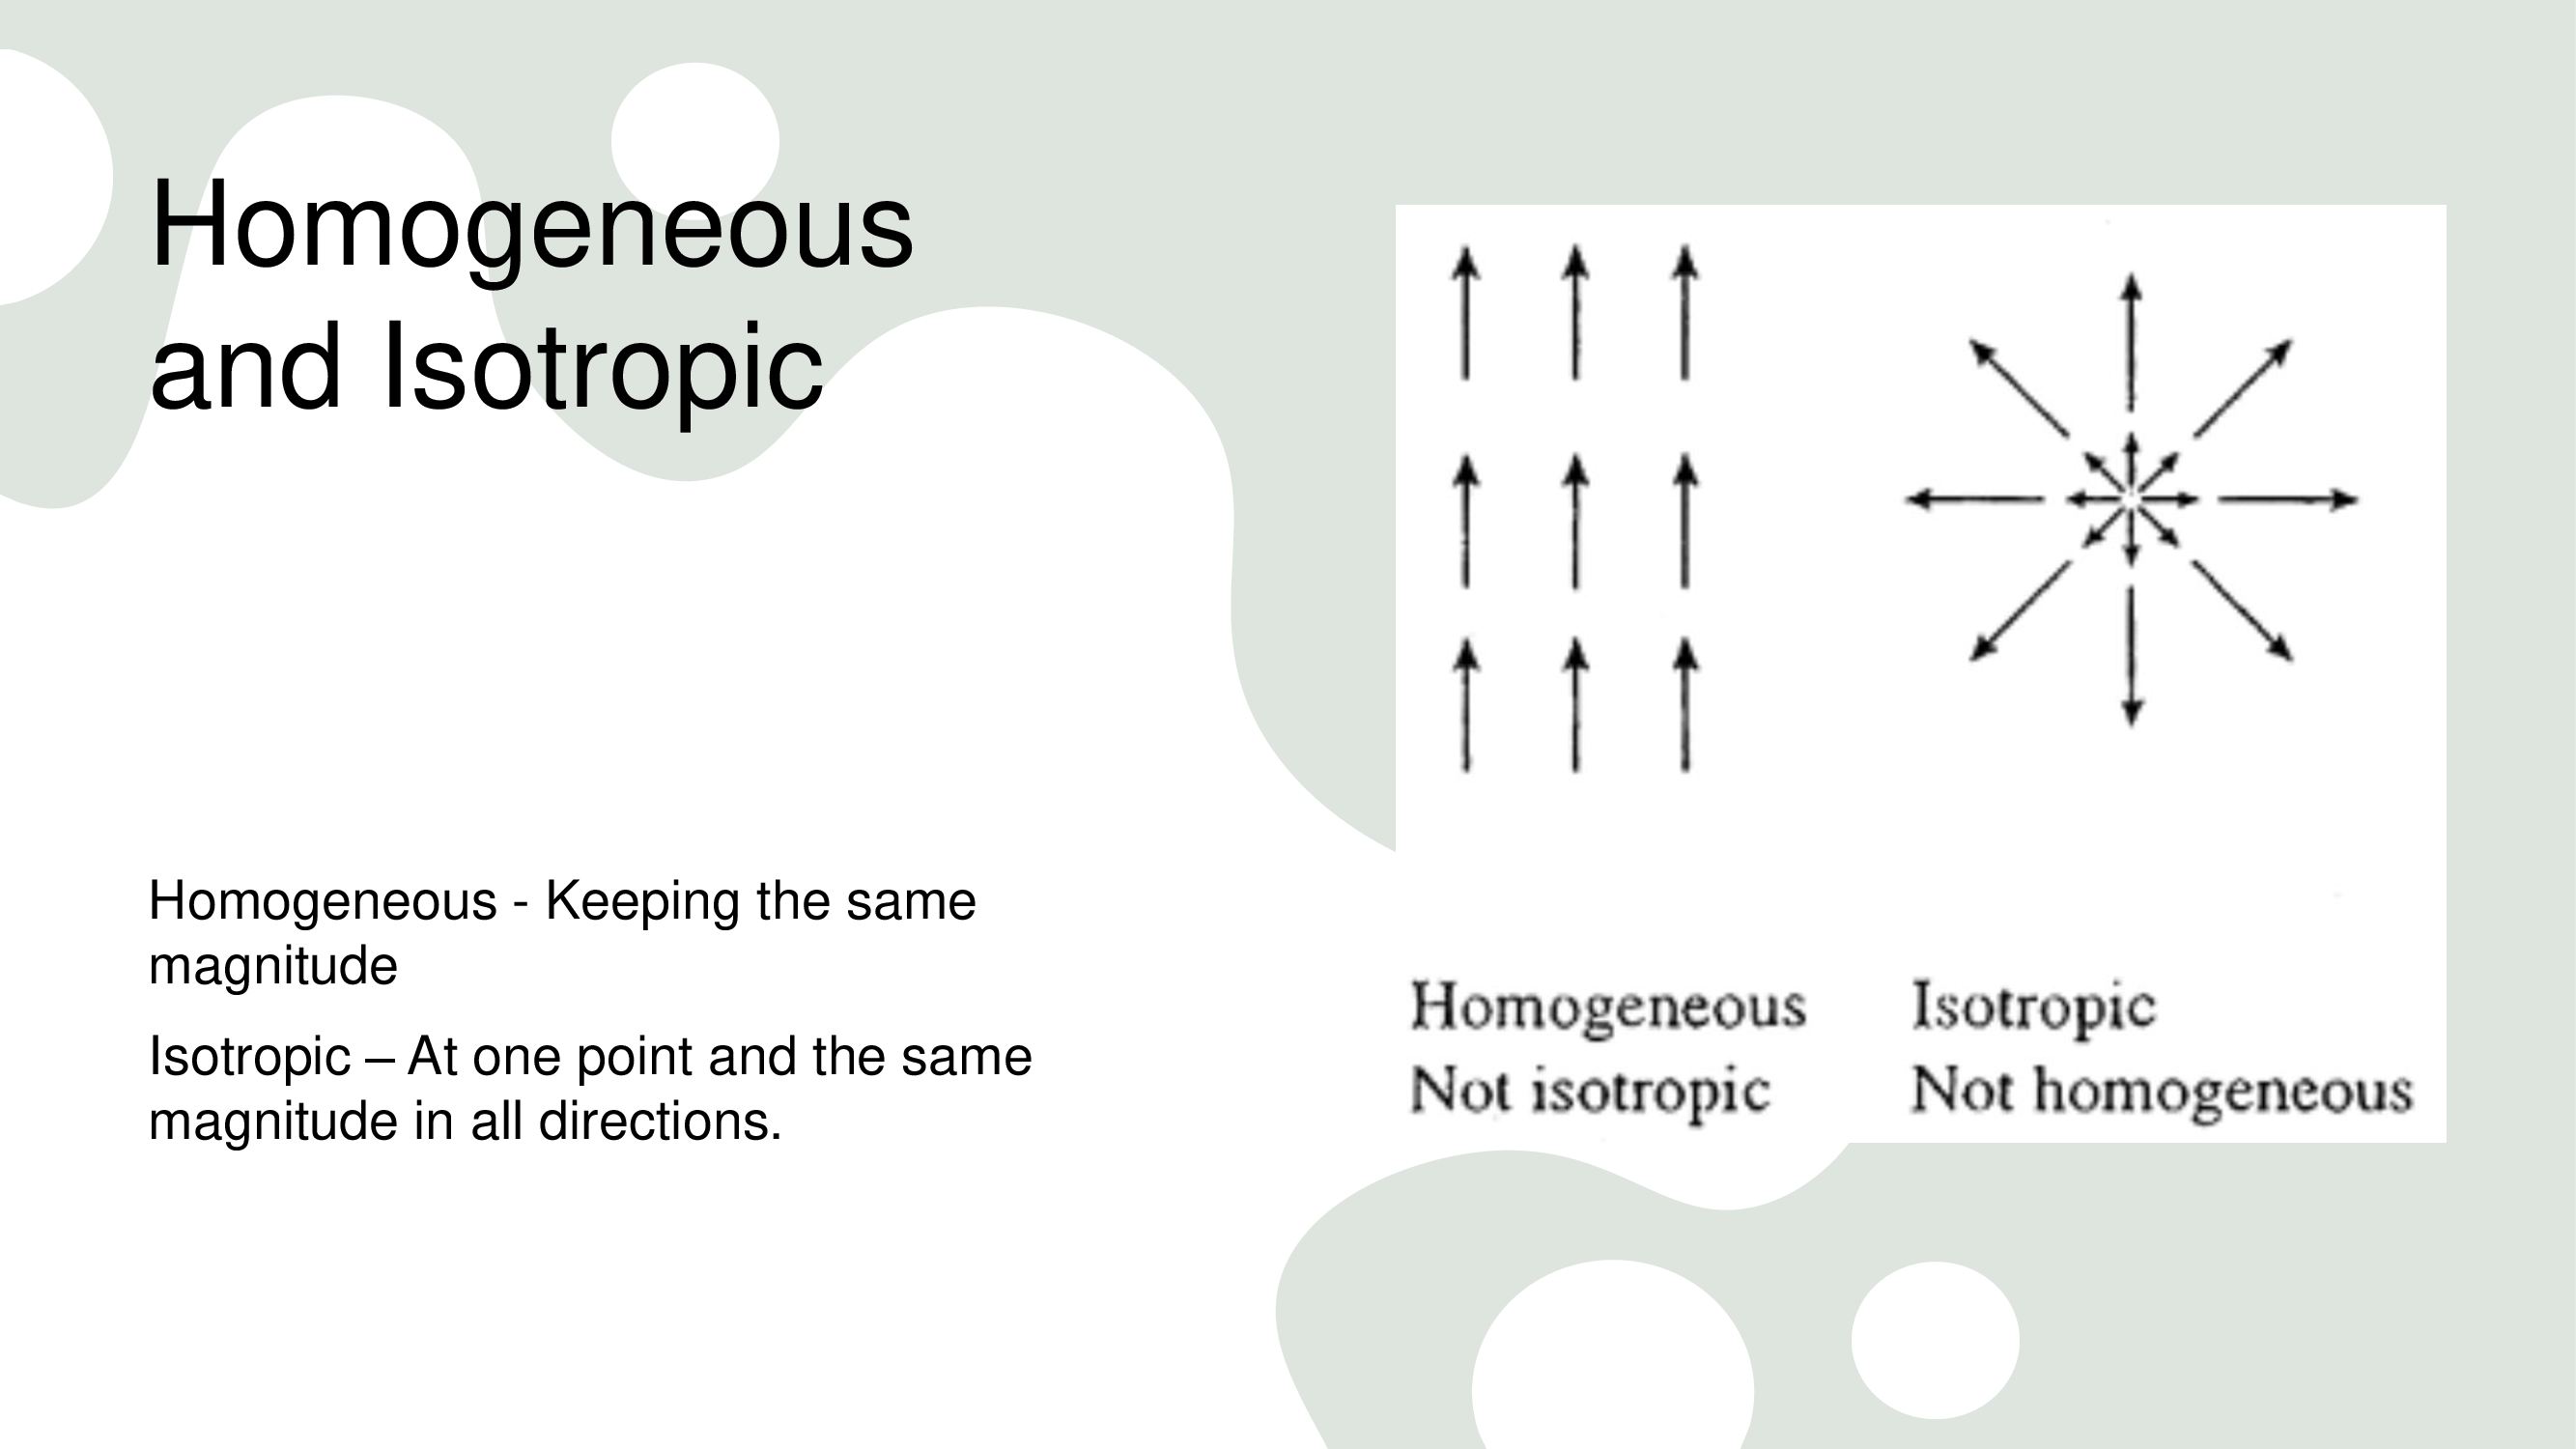 Homogeneous
and Isotropic
Homogeneous - Keeping the same
magnitude
Isotropic – At one point and the same
magnitude in all directions.
Homogeneous
Not isotropic
Isotropic
Not homogeneous